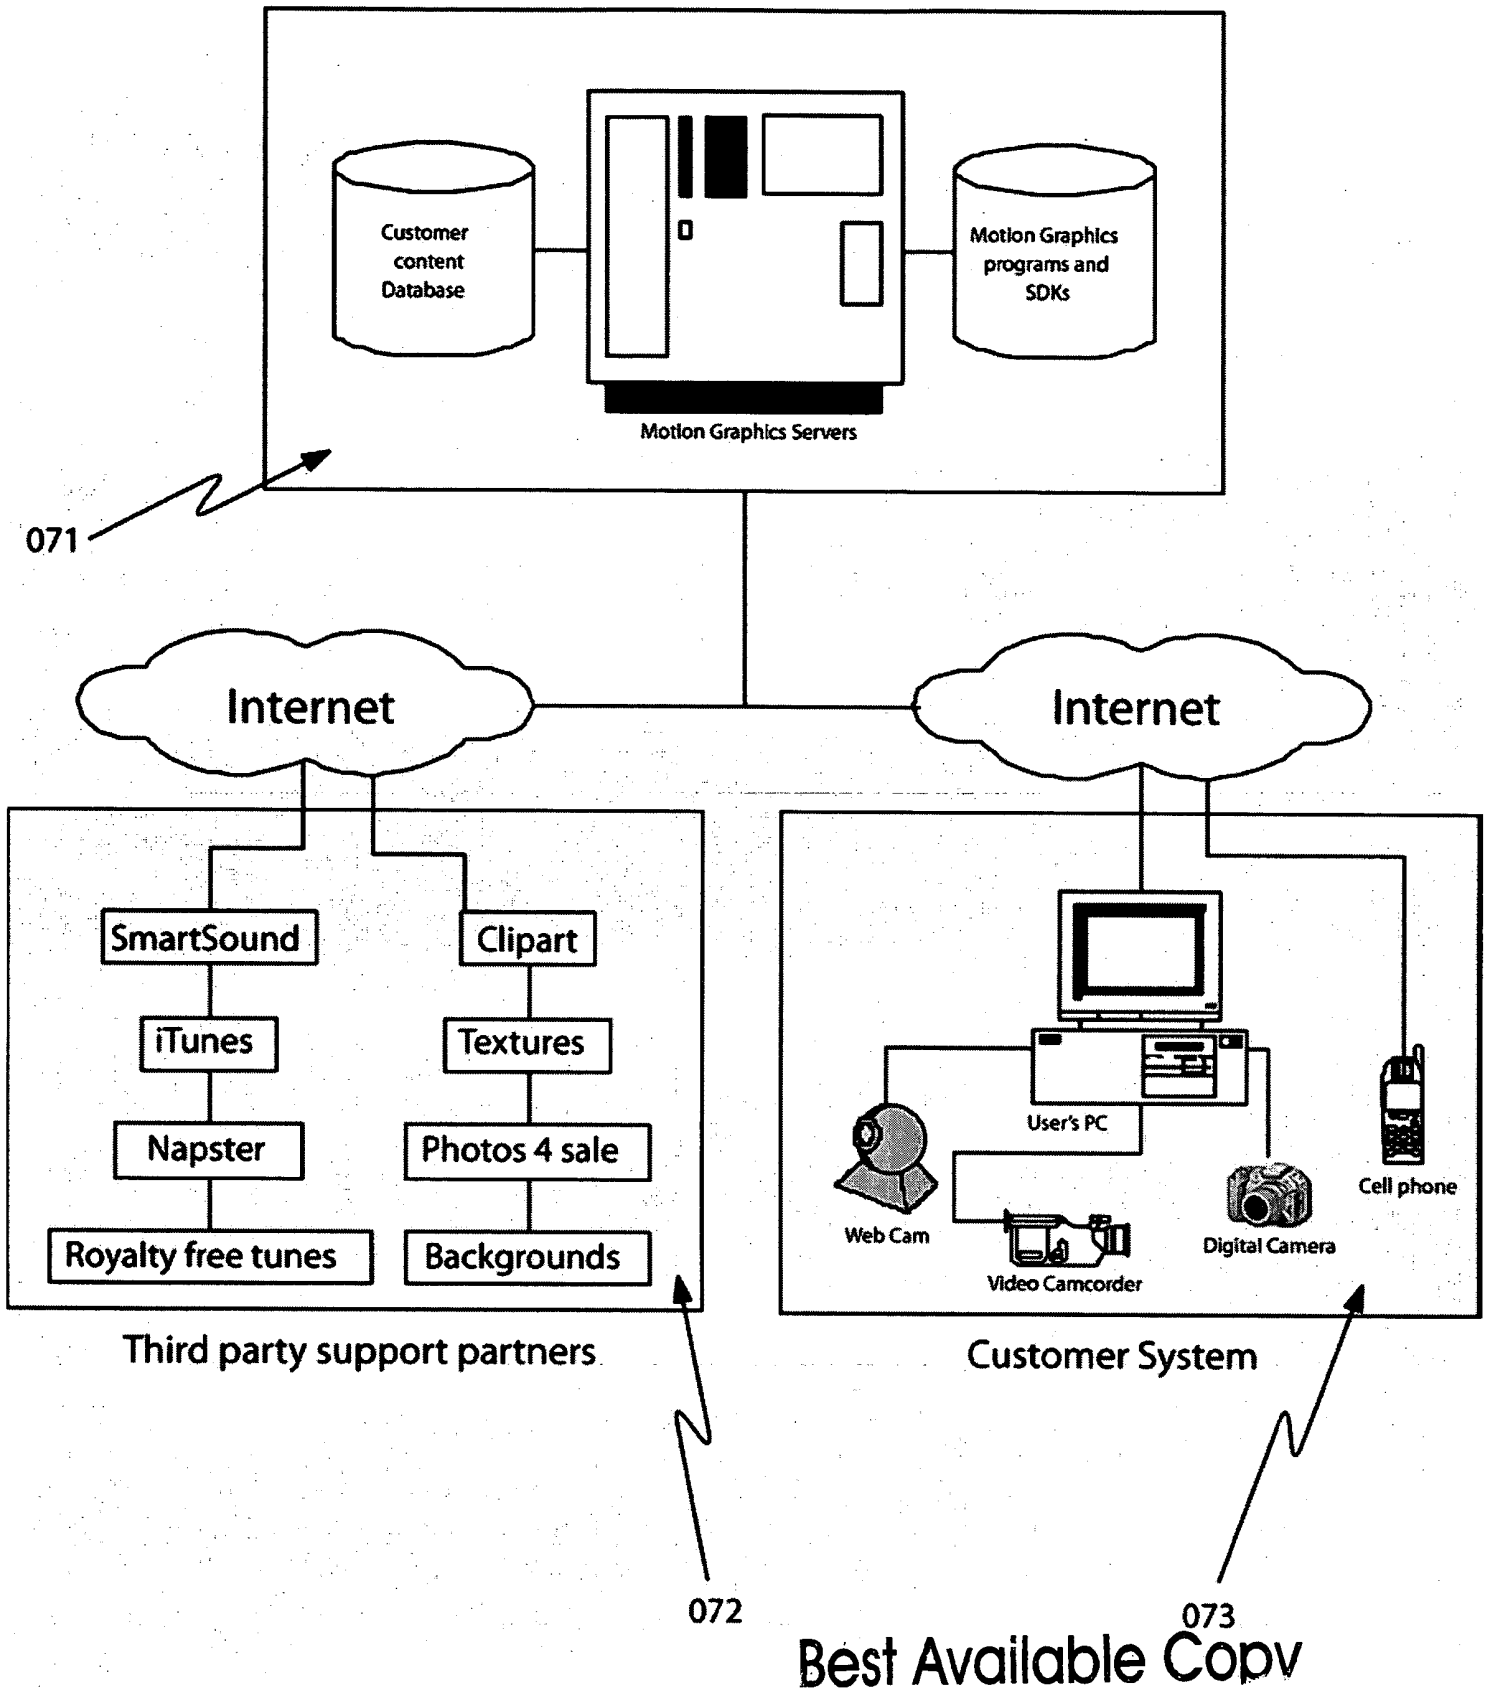 Customer
content
Database
Motion Graphics
programs and
SDKs
Motion Graphics Servers
071
Internet
Internet
SmartSound
Clipart
iTunes
Textures
Napster
Photos 4 sale
Royalty free tunes
Backgrounds
User's PC
Web Cam
Video Camcorder
Digital Camera
Cell phone
Third party support partners
Customer System
072
073
Best Available Copy